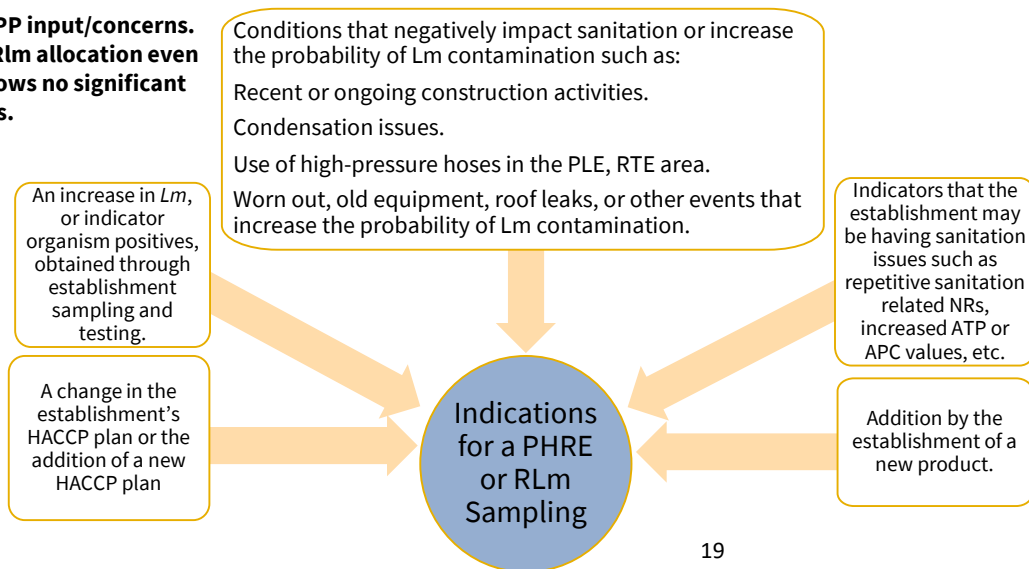 PP input/concerns.
Rlm allocation even
ows no significant
s.
Conditions that negatively impact sanitation or increase
the probability of Lm contamination such as:
Recent or ongoing construction activities.
Condensation issues.
Use of high-pressure hoses in the PLE, RTE area.
Worn out, old equipment, roof leaks, or other events that
increase the probability of Lm contamination.
An increase in Lm,
or indicator
organism positives,
obtained through
establishment
sampling and
testing.
Indicators that the
establishment may
be having sanitation
issues such as
repetitive sanitation
related NRs,
increased ATP or
APC values, etc.
A change in the
establishment's
HACCP plan or the
addition of a new
HACCP plan
Indications
for a PHRE
or RLm
Sampling
Addition by the
establishment of a
new product.
19